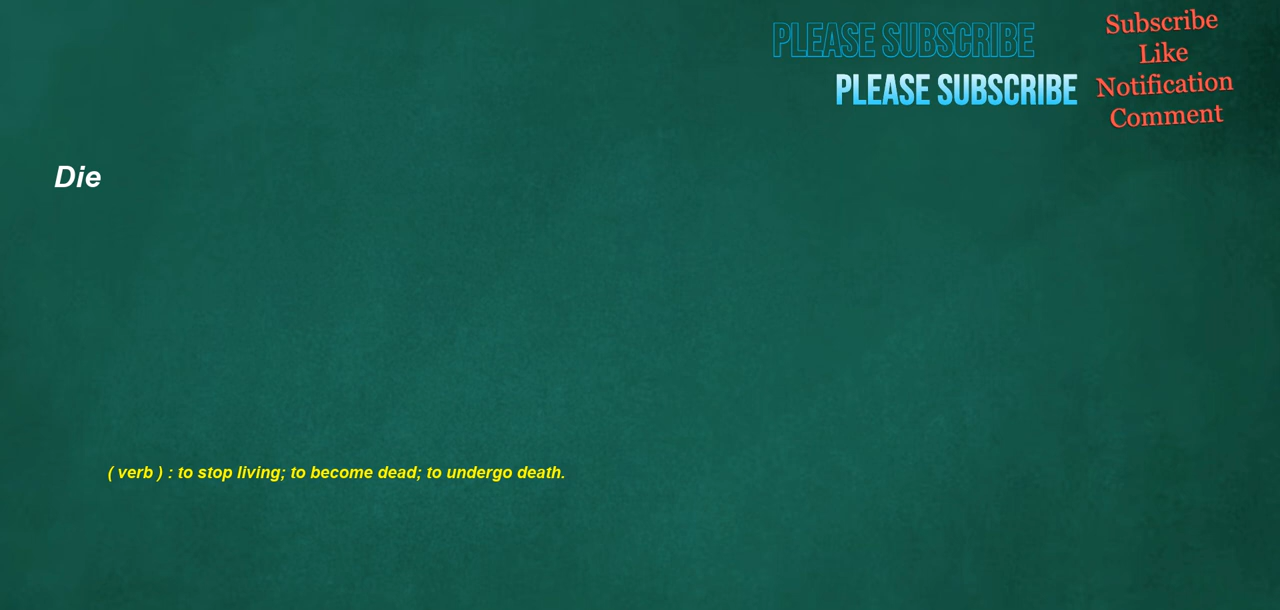 PLEASE SUBSCRIBE
PLEASE SUBSCRIBE
Subscribe
Like
Notification
Comment
Die
( verb ) : to stop living; to become dead; to undergo death.